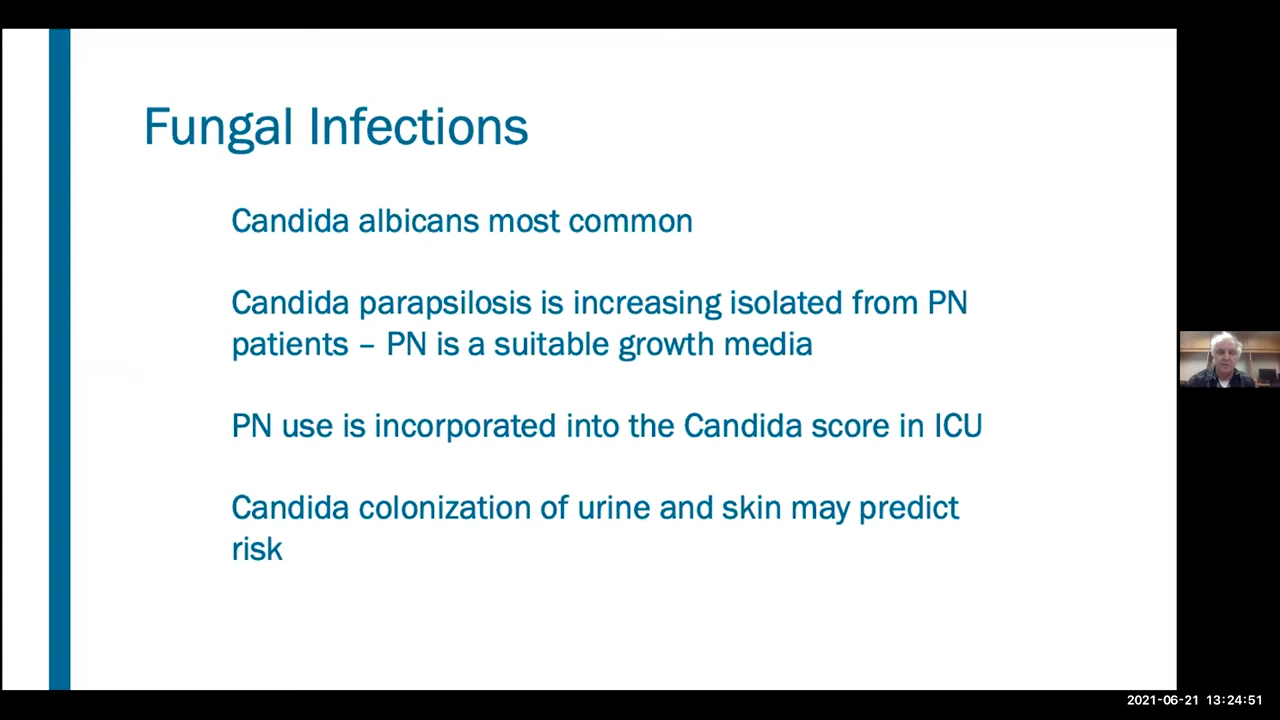 Fungal Infections
Candida albicans most common
Candida parapsilosis is increasing isolated from PN
patients – PN is a suitable growth media
PN use is incorporated into the Candida score in ICU
Candida colonization of urine and skin may predict
risk
2021-06-21 13:24:51